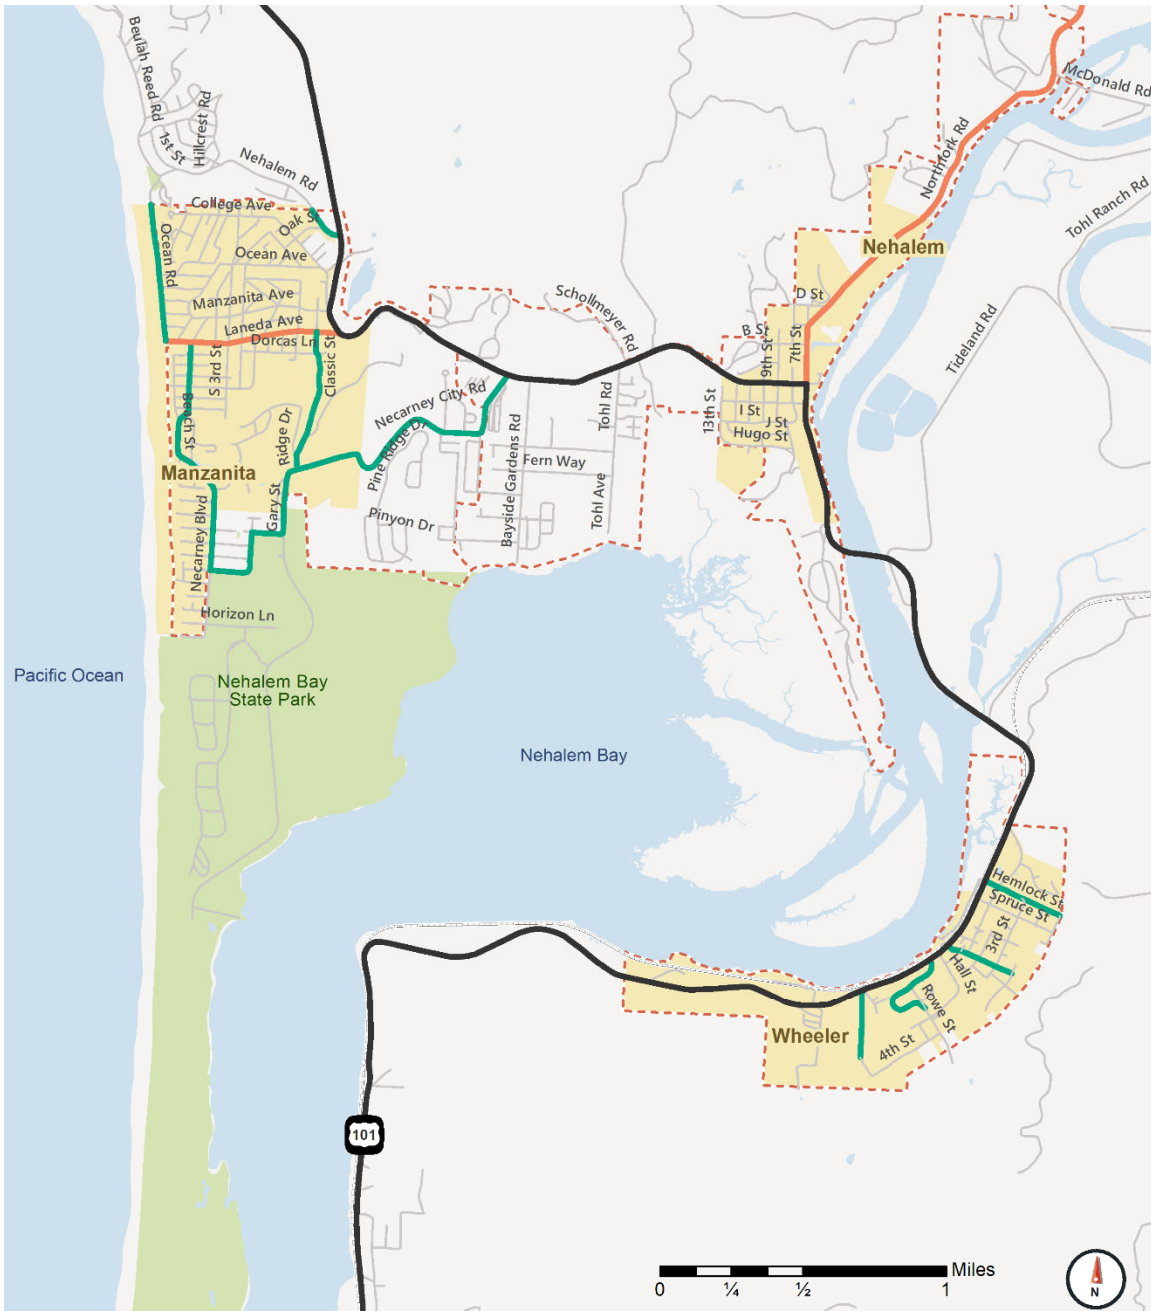 Beulah Reed Rd
Hillcrest Rd
1st St
Nehalem Rd
McDonald Rd
Northfork Rd
Tohl Ranch Rd
College Ave
Oak St
Ocean Rd
Ocean Ave
Nehalem
Manzanita Ave
D St
Schollmeyer Rd
Laneda Ave
Dorcas Ln
B St
9th St
7th St
Tideland Rd
S 3rd St
Classic St
Necarney City Rd
Tohl Rd
13th St
I St
J St
Hugo St
Beach St
Ridge Dr
Pine Ridge Dr
Bayside Gardens Rd
Fern Way
Manzanita
Gary St
Necarney Blvd
Pinyon Dr
Tohl Ave
Horizon Ln
Pacific Ocean
Nehalem Bay
State Park
Nehalem Bay
Hemlock St
Spruce St
3rd St
Hall St
Rowe St
Wheeler
4th St
101
Miles
0 ¼ ½ 1
N